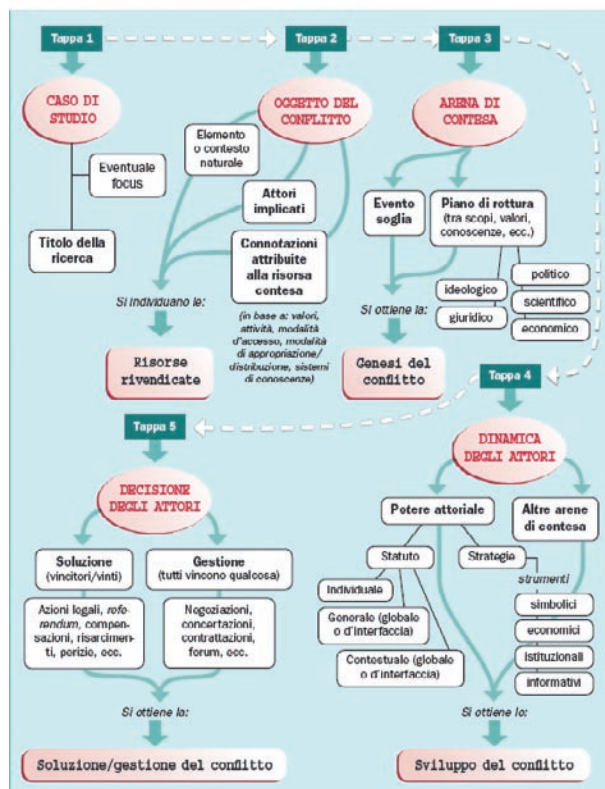 Tappa 1
Tappa 2
Tappa 3
CASO DI
STUDIO
OGGETTO DEL
CONFLITTO
ARENA DI
CONTESA
Eventuale
focus
Titolo della
ricerca
Elemento
o contesto
naturale
Attori
implicati
Connotazioni
attribuite
alla risorsa
contesa
(in base a: valori,
attività, modalità
d'accesso, modalità
di appropriazione/
distribuzione, sistemi
di conoscenze)
Si individuano le:
Risorse
rivendicate
Evento
soglia
Piano di rottura
(tra scopi, valori,
conoscenze, ecc.)
ideologico
giuridico
politico
scientifico
economico
Si ottiene la:
Genesi del
conflitto
Tappa 4
Tappa 5
DECISIONE
DEGLI ATTORI
Soluzione
(vincitori/vinti)
Gestione
(tutti vincono qualcosa)
Azioni legali, referendum, compen-
sazioni, risarcimen-
ti, perizie, ecc.
Negoziazioni,
concertazioni,
contrattazioni,
forum, ecc.
Si ottiene la:
Soluzione/gestione del conflitto
DINAMICA
DEGLI ATTORI
Potere attoriale
Altre arene
di contesa
Statuto
Strategie
Individuale
Generale (globale
o d'interfaccia)
Contestuale (globale
o d'interfaccia)
strumenti
simbolici
economici
istituzionali
informativi
Si ottiene lo:
Sviluppo del conflitto